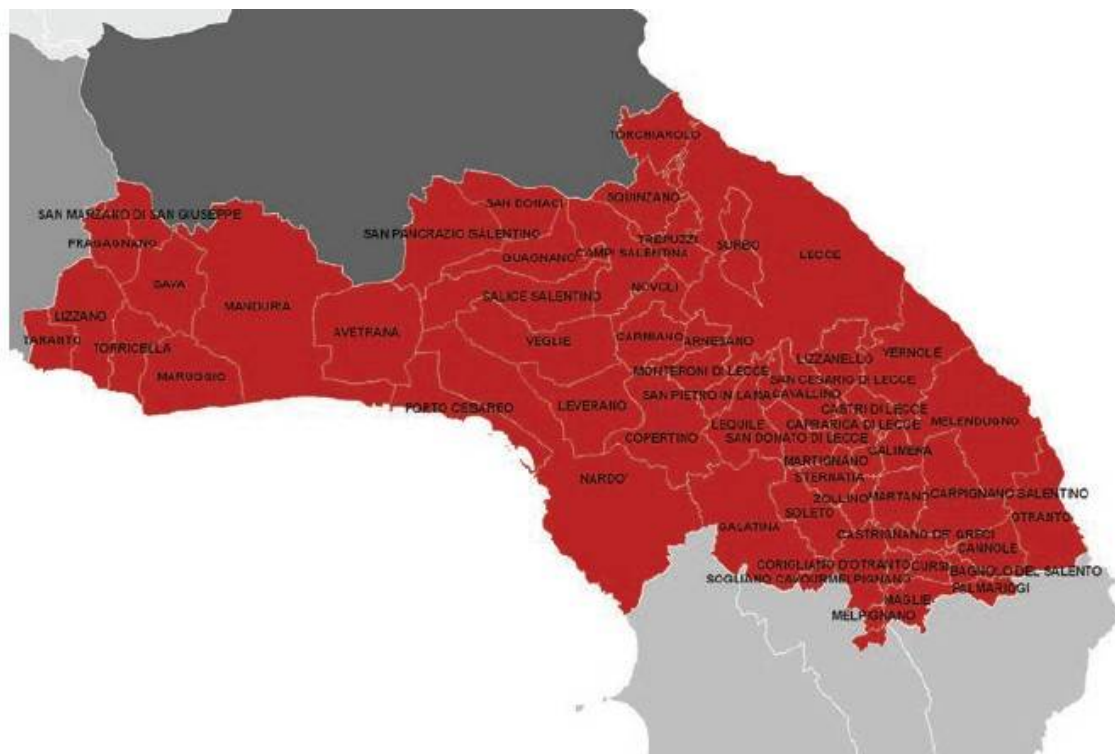 TORCHIAROLO
SQUINZANO
SAN DONACI
SAN MARZANO DI SAN GIUSEPPE
SAN PANCRAZIO SALENTINO
TREPUZZI
FRAGAGNANO
SURBO
CAMPI SALENTINA
LECCE
GUAGNANO
SAVA
NOVOLI
SALICE SALENTINO
MANDURIA
LIZZANO
AVETRANA
TARANTO
VEGLIE
CARMIANO
ARNESANO
TORRICELLA
VERNOLE
LIZZANELLO
MONTERONI DI LECCE
MARUGGIO
SAN CESARIO DI LECCE
SAN PIETRO IN LAMA
CAVALLINO
LEVERANO
PORTO CESAREO
CASTRI DI LECCE
LEQUILE
CAPRARICA DI LECCE
MELENDUGNO
COPERTINO
SAN DONATO DI LECCE
CALIMERA
MARTIGNANO
NARDO'
STERNATIA
ZOLLINO
MARTANO
CARPIGNANO SALENTINO
SOLETO
OTRANTO
GALATINA
CASTRIGNANO DE' GRECI
CANNOLE
CORIGLIANO D'OTRANTO
CURSI
BAGNOLO DEL SALENTO
SOGLIANO CAVOUR
MELPIGNANO
PALMARIGGI
MAGLIE
MELPIGNANO